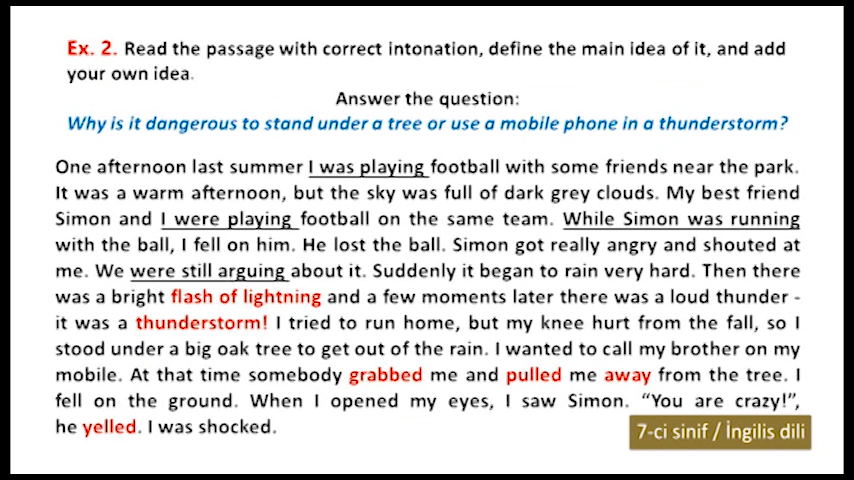 Ex. 2. Read the passage with correct intonation, define the main idea of it, and add
your own idea.
Answer the question:
Why is it dangerous to stand under a tree or use a mobile phone in a thunderstorm?
One afternoon last summer I was playing football with some friends near the park.
It was a warm afternoon, but the sky was full of dark grey clouds. My best friend
Simon and I were playing football on the same team. While Simon was running
with the ball, I fell on him. He lost the ball. Simon got really angry and shouted at
me. We were still arguing about it. Suddenly it began to rain very hard. Then there
was a bright flash of lightning and a few moments later there was a loud thunder -
it was a thunderstorm! I tried to run home, but my knee hurt from the fall, so I
stood under a big oak tree to get out of the rain. I wanted to call my brother on my
mobile. At that time somebody grabbed me and pulled me away from the tree. I
fell on the ground. When I opened my eyes, I saw Simon. “You are crazy!”,
he yelled. I was shocked.
7-ci sinif / İngilis dili